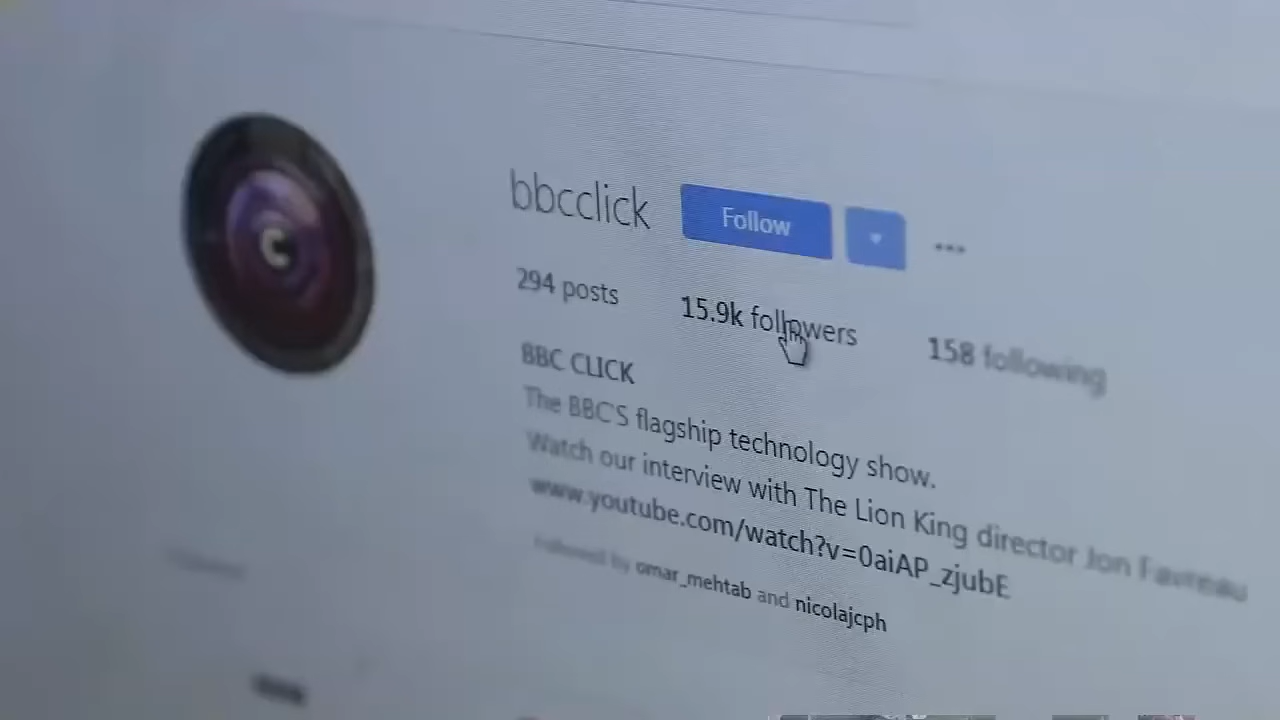 C
bbcclick Follow ...
294 posts 15.9k followers 158 following
BBC CLICK
The BBC'S flagship technology show.
Watch our interview with The Lion King director Jon Favreau
www.youtube.com/watch?v=0aiAP_zjubE
Followed by omar_mehtab and nicolajcph